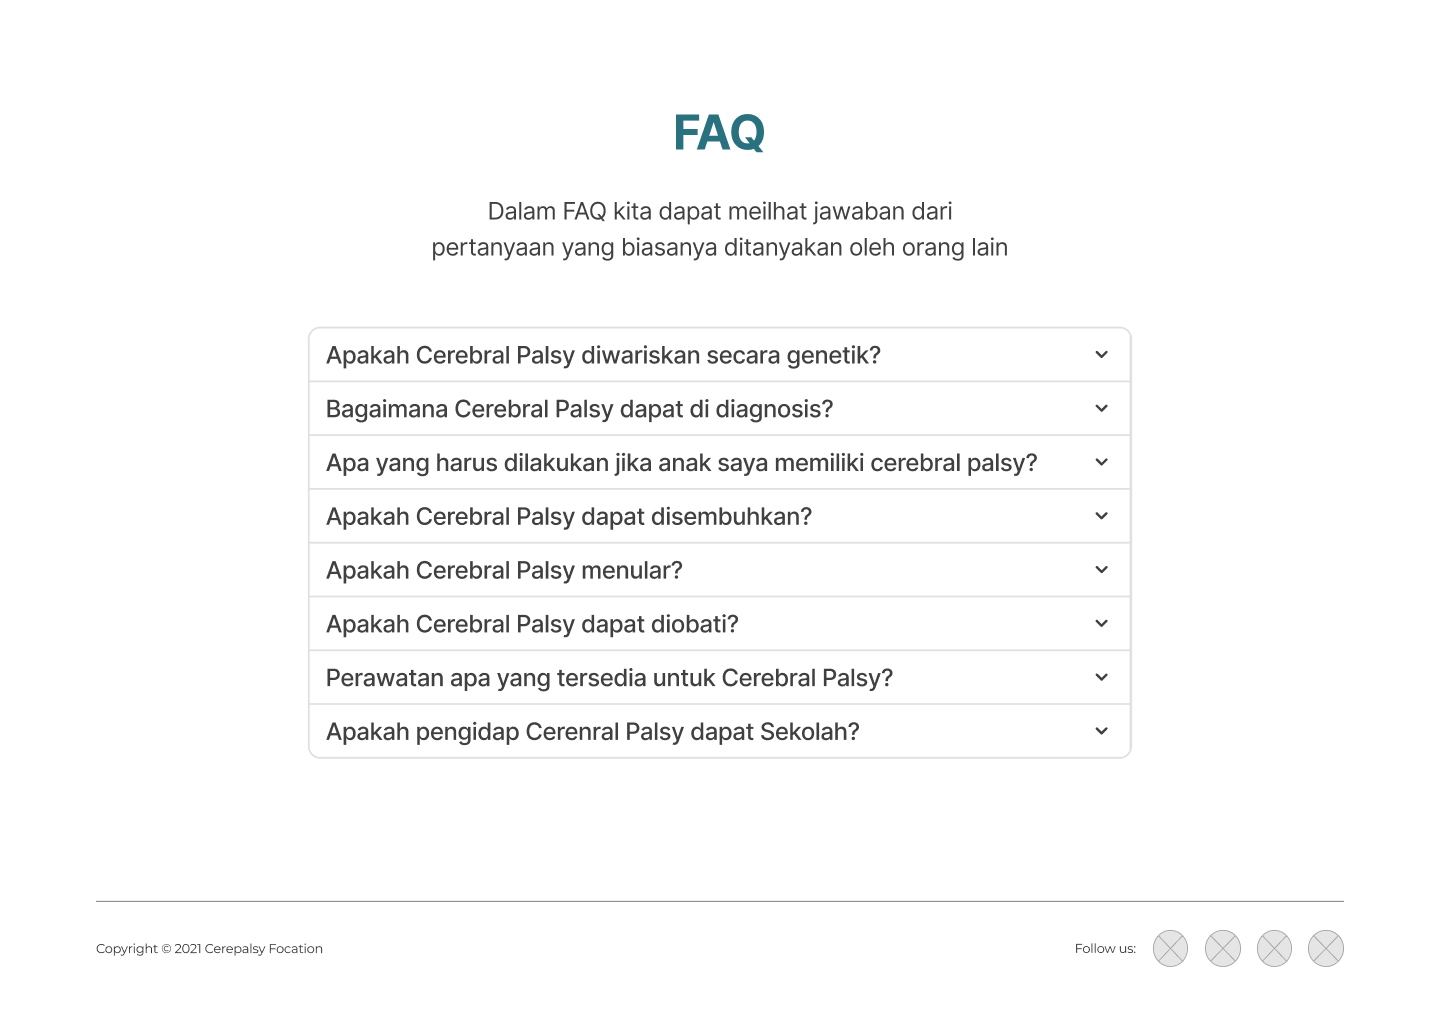 FAQ
Dalam FAQ kita dapat meilhat jawaban dari
pertanyaan yang biasanya ditanyakan oleh orang lain
Apakah Cerebral Palsy diwariskan secara genetik?
Bagaimana Cerebral Palsy dapat di diagnosis?
Apa yang harus dilakukan jika anak saya memiliki cerebral palsy?
Apakah Cerebral Palsy dapat disembuhkan?
Apakah Cerebral Palsy menular?
Apakah Cerebral Palsy dapat diobati?
Perawatan apa yang tersedia untuk Cerebral Palsy?
Apakah pengidap Cerenral Palsy dapat Sekolah?
Copyright © 2021 Cerepalsy Focation
Follow us: